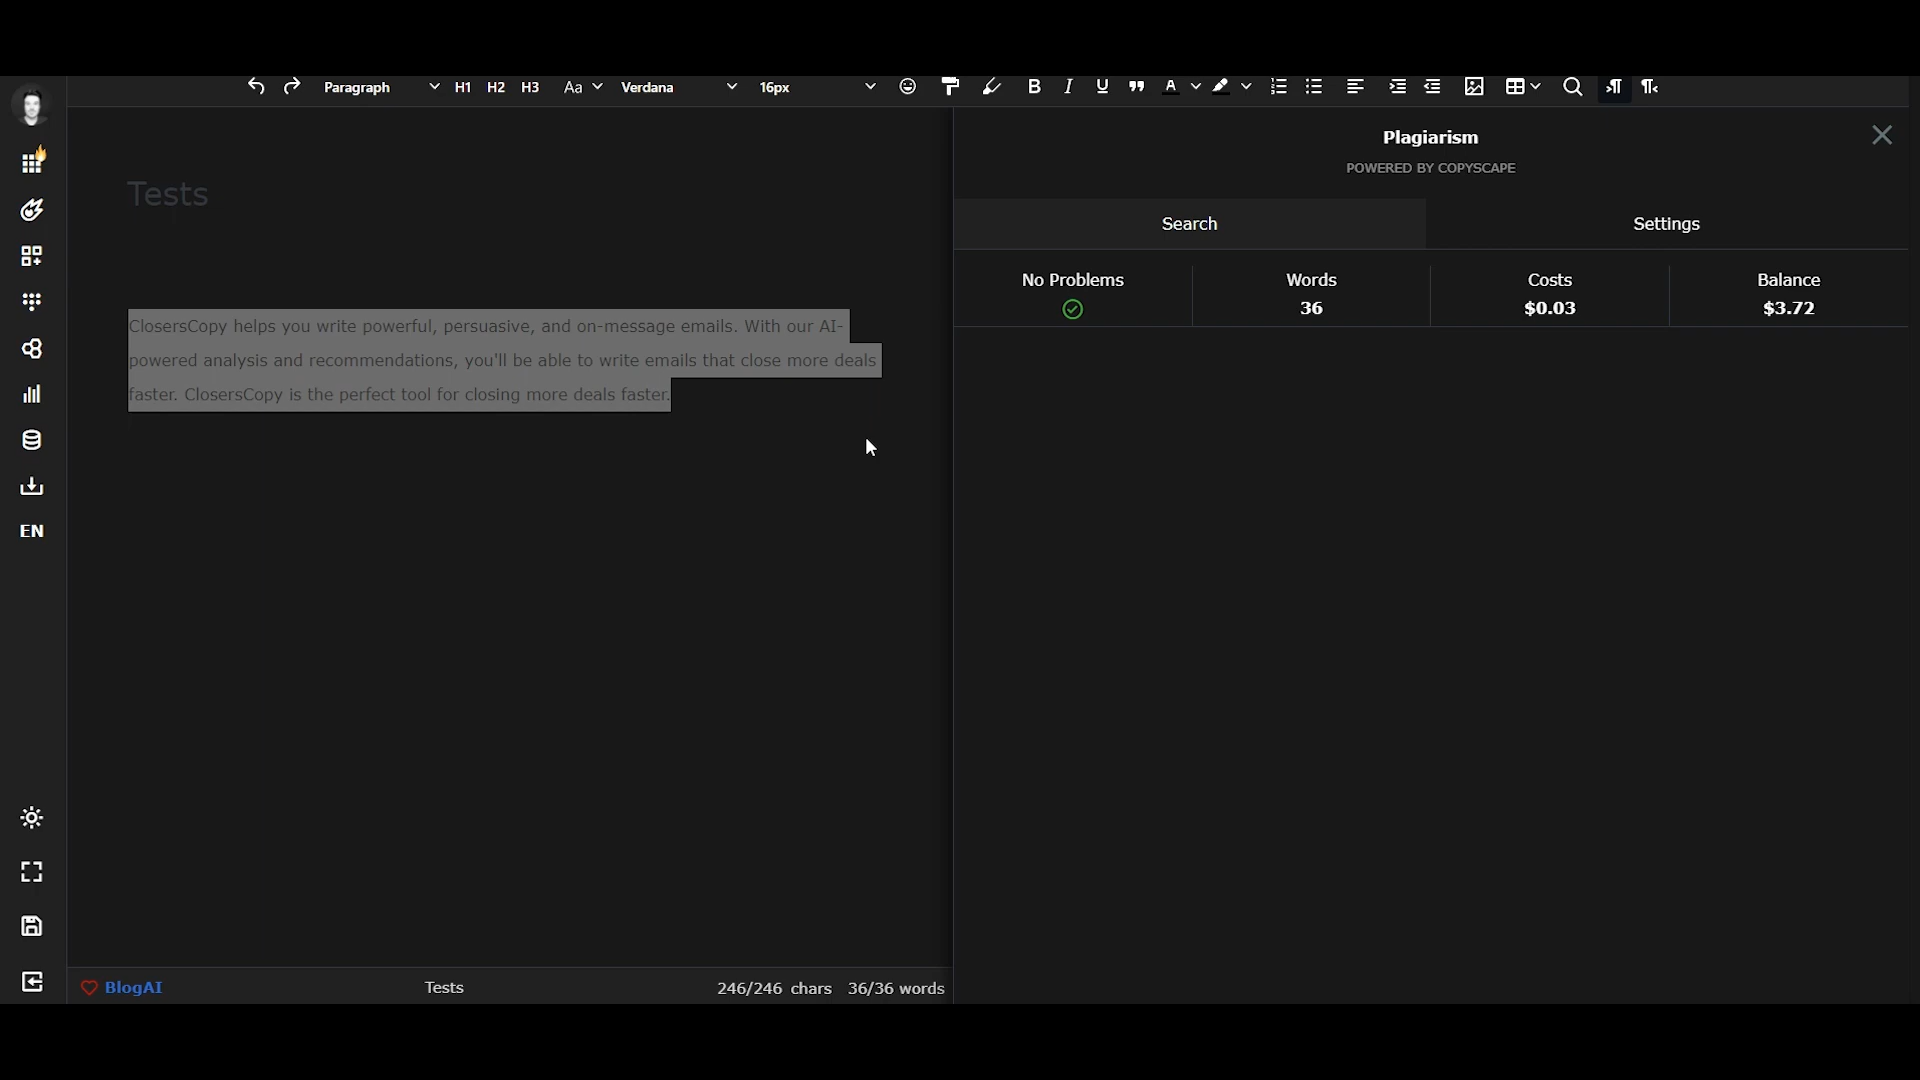 Paragraph H1 H2 H3 Aa Verdana 16px B I U A
Plagiarism
POWERED BY COPYSCAPE
Tests
Search Settings
No Problems Words Costs Balance
36 $0.03 $3.72
ClosersCopy helps you write powerful, persuasive, and on-message emails. With our AI-
powered analysis and recommendations, you'll be able to write emails that close more deals
faster. ClosersCopy is the perfect tool for closing more deals faster.
EN
BlogAI Tests 246/246 chars 36/36 words